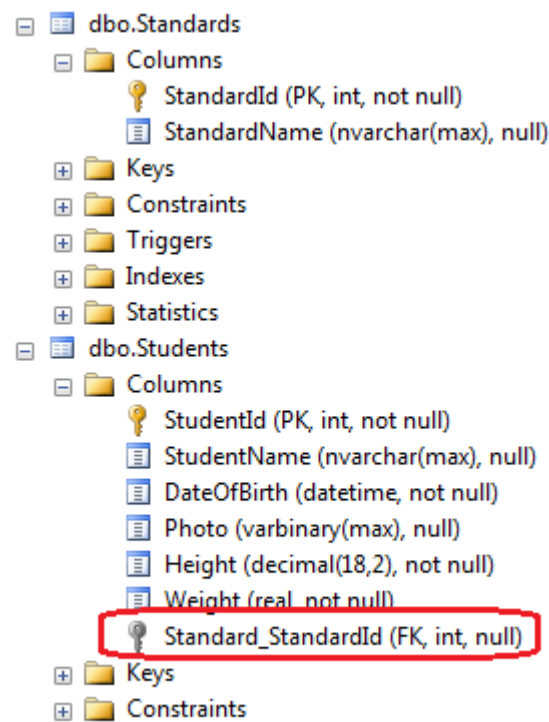 dbo.Standards
Columns
StandardId (PK, int, not null)
StandardName (nvarchar(max), null)
Keys
Constraints
Triggers
Indexes
Statistics
dbo.Students
Columns
StudentId (PK, int, not null)
StudentName (nvarchar(max), null)
DateOfBirth (datetime, not null)
Photo (varbinary(max), null)
Height (decimal(18,2), not null)
Weight (real, not null)
Standard_StandardId (FK, int, null)
Keys
Constraints